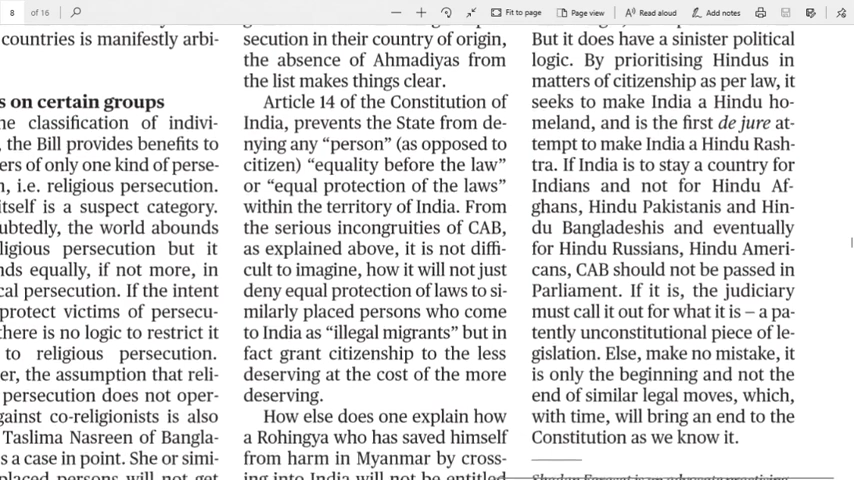 8 of 16
Fit to page
Page view
Read aloud
Add notes
countries is manifestly arbi-
s on certain groups
he classification of indivi-
, the Bill provides benefits to
ers of only one kind of perse-
n, i.e. religious persecution.
itself is a suspect category.
oubtedly, the world abounds
ligious persecution but it
nds equally, if not more, in
cal persecution. If the intent
protect victims of persecu-
there is no logic to restrict it
to religious persecution.
er, the assumption that reli-
persecution does not oper-
gainst co-religionists is also
Taslima Nasreen of Bangla-
s a case in point. She or simi-
placed persons will not get
secution in their country of origin,
the absence of Ahmadiyas from
the list makes things clear.
Article 14 of the Constitution of
India, prevents the State from de-
nying any “person” (as opposed to
citizen) “equality before the law”
or “equal protection of the laws”
within the territory of India. From
the serious incongruities of CAB,
as explained above, it is not diffi-
cult to imagine, how it will not just
deny equal protection of laws to si-
milarly placed persons who come
to India as “illegal migrants” but in
fact grant citizenship to the less
deserving at the cost of the more
deserving.
How else does one explain how
a Rohingya who has saved himself
from harm in Myanmar by cross-
ing into India will not be entitled
But it does have a sinister political
logic. By prioritising Hindus in
matters of citizenship as per law, it
seeks to make India a Hindu ho-
meland, and is the first de jure at-
tempt to make India a Hindu Rash-
tra. If India is to stay a country for
Indians and not for Hindu Af-
ghans, Hindu Pakistanis and Hin-
du Bangladeshis and eventually
for Hindu Russians, Hindu Ameri-
cans, CAB should not be passed in
Parliament. If it is, the judiciary
must call it out for what it is – a pa-
tently unconstitutional piece of le-
gislation. Else, make no mistake, it
is only the beginning and not the
end of similar legal moves, which,
with time, will bring an end to the
Constitution as we know it.
is an advocate practising